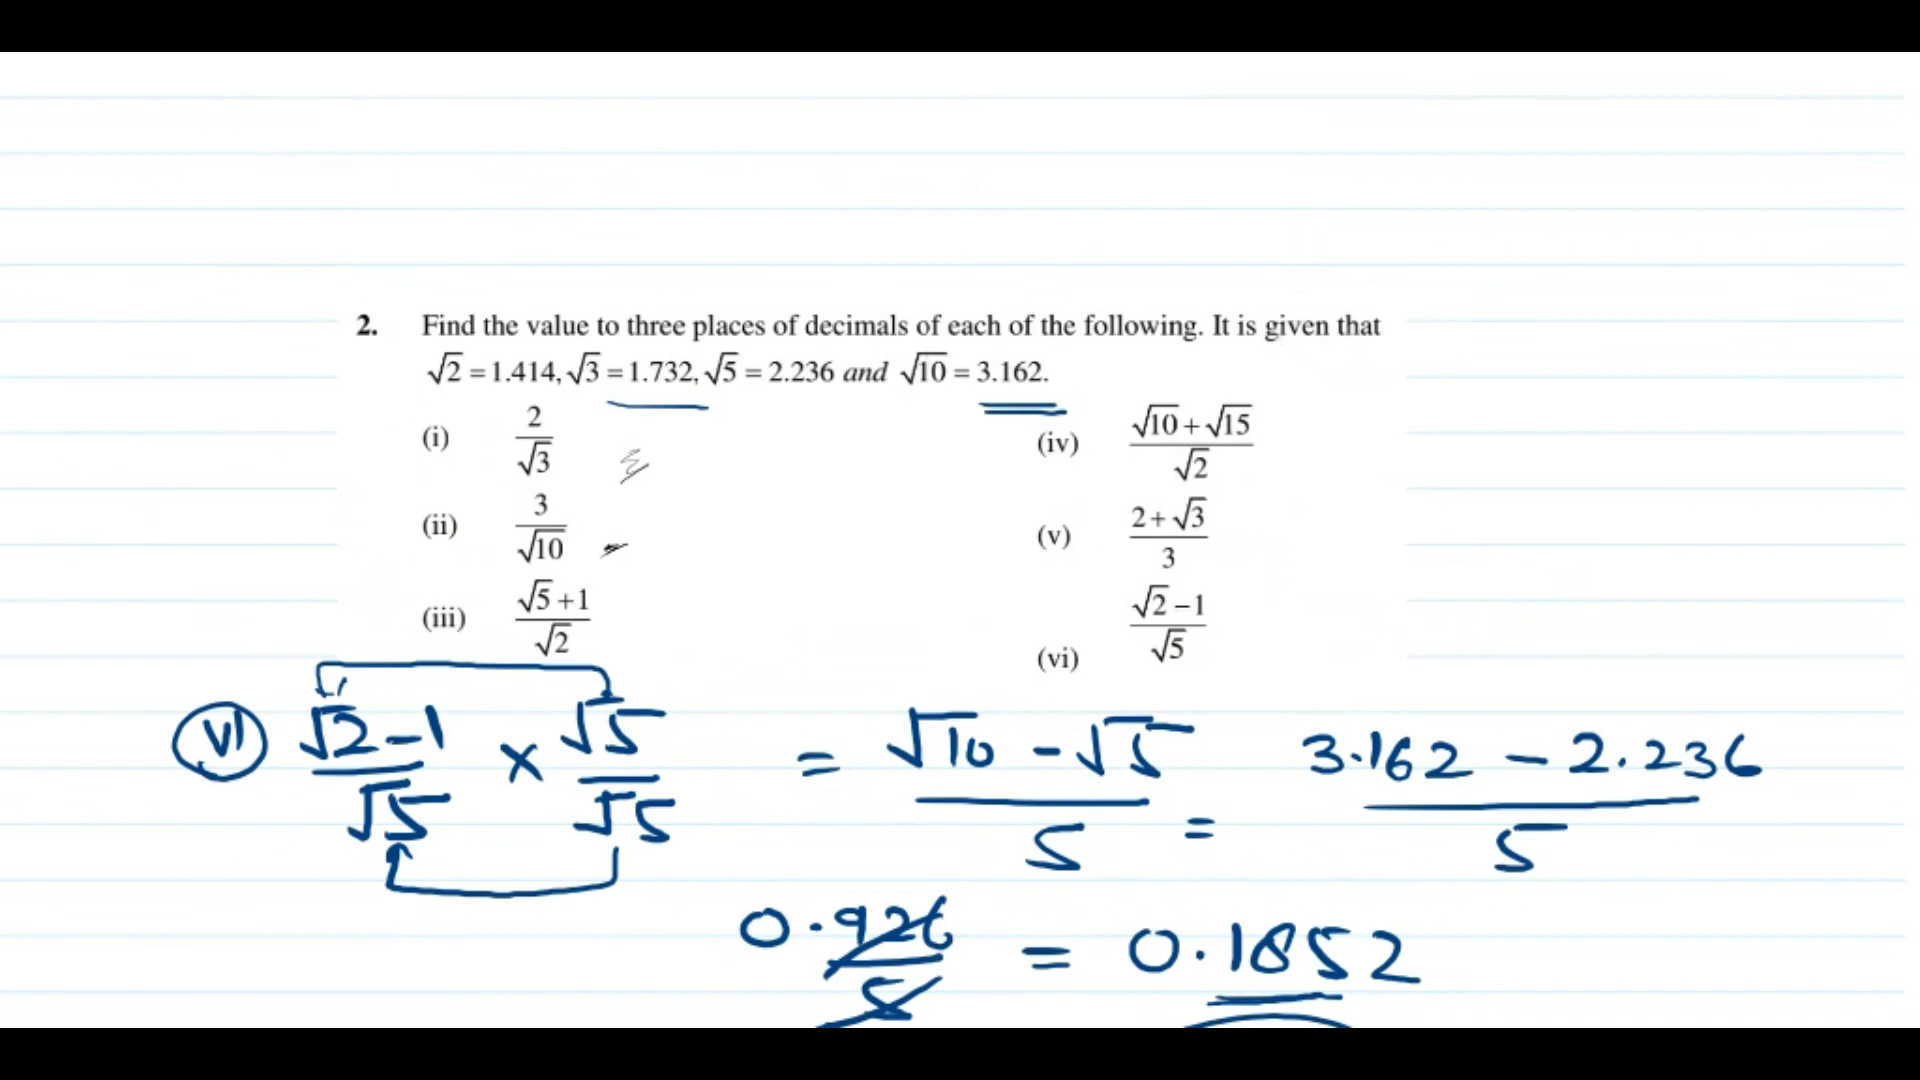 2. Find the value to three places of decimals of each of the following. It is given that
√2 = 1.414, √3 = 1.732, √5 = 2.236 and √10 = 3.162.
(i) 2/√3
(iv) (√10+√15)/√2
(ii) 3/√10
(v) (2+√3)/3
(iii) (√5+1)/√2
(vi) (√2−1)/√5
(vi) (√2-1)/√5 × √5/√5 = (√10 - √5)/5 = (3.162 - 2.236)/5
0.926/5 = 0.1852